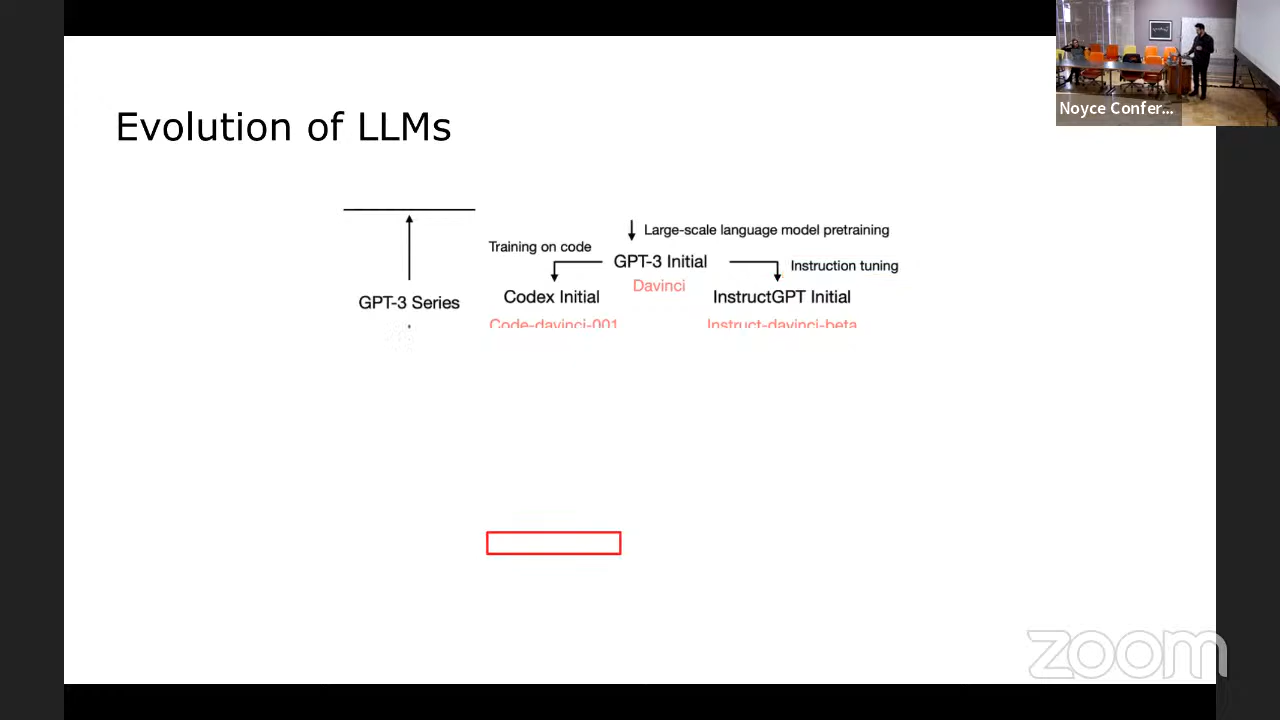 Noyce Confer...
Evolution of LLMs
Large-scale language model pretraining
Training on code
GPT-3 Initial
Instruction tuning
Davinci
GPT-3 Series
Codex Initial
InstructGPT Initial
Code-davinci-001
Instruct-davinci-beta
zoom